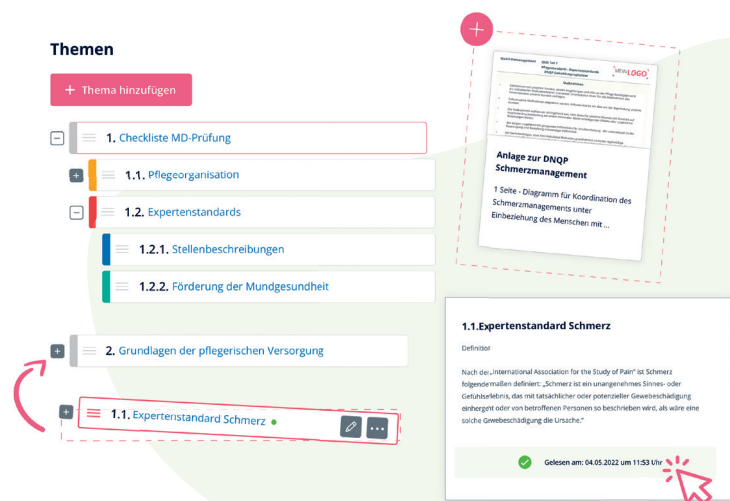 Themen
+ Thema hinzufügen
1. Checkliste MD-Prüfung
1.1. Pflegeorganisation
1.2. Expertenstandards
1.2.1. Stellenbeschreibungen
1.2.2. Förderung der Mundgesundheit
2. Grundlagen der pflegerischen Versorgung
1.1. Expertenstandard Schmerz
MEIN LOGO
Maßnahmen
Anlage zur DNQP
Schmerzmanagement
1 Seite - Diagramm für Koordination des
Schmerzmanagements unter
Einbeziehung des Menschen mit ...
1.1.Expertenstandard Schmerz
Definition
Nach der „International Association for the Study of Pain“ ist Schmerz
folgendemaßen definiert: „Schmerz ist ein unangenehmes Sinnes- oder
Gefühlserlebnis, das mit tatsächlicher oder potenzieller Gewebeschädigung
einhergeht oder von betroffenen Personen so beschrieben wird, als wäre eine
solche Gwebeschädigung die Ursache.“
Gelesen am: 04.05.2022 um 11:53 Uhr